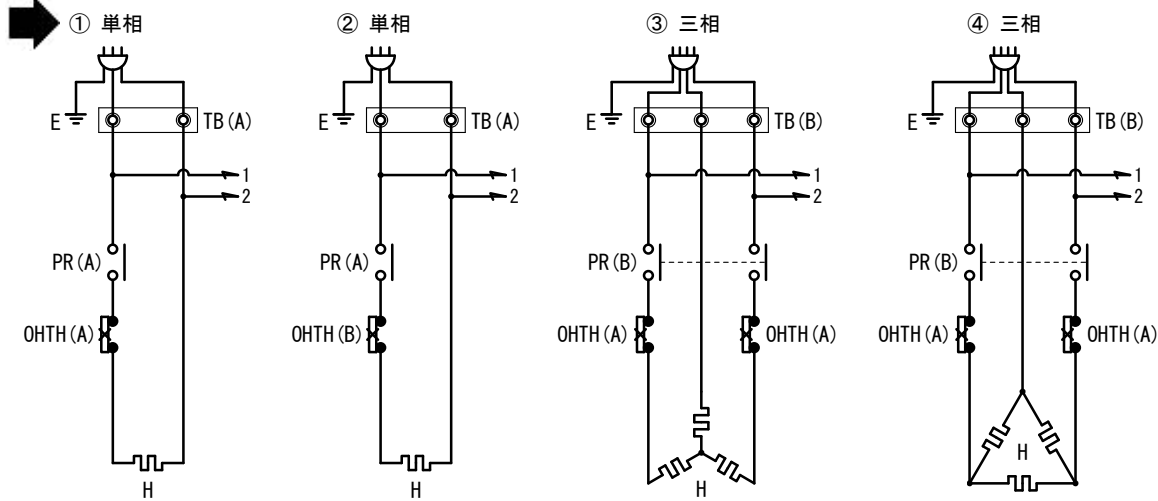 ① 単相 ② 単相 ③ 三相 ④ 三相
E TB(A) E TB(A) E TB(B) E TB(B)
1 1 1 1
2 2 2 2
PR(A) PR(A) PR(B) PR(B)
OHTH(A) OHTH(B) OHTH(A) OHTH(A) OHTH(A) OHTH(A)
H H H H